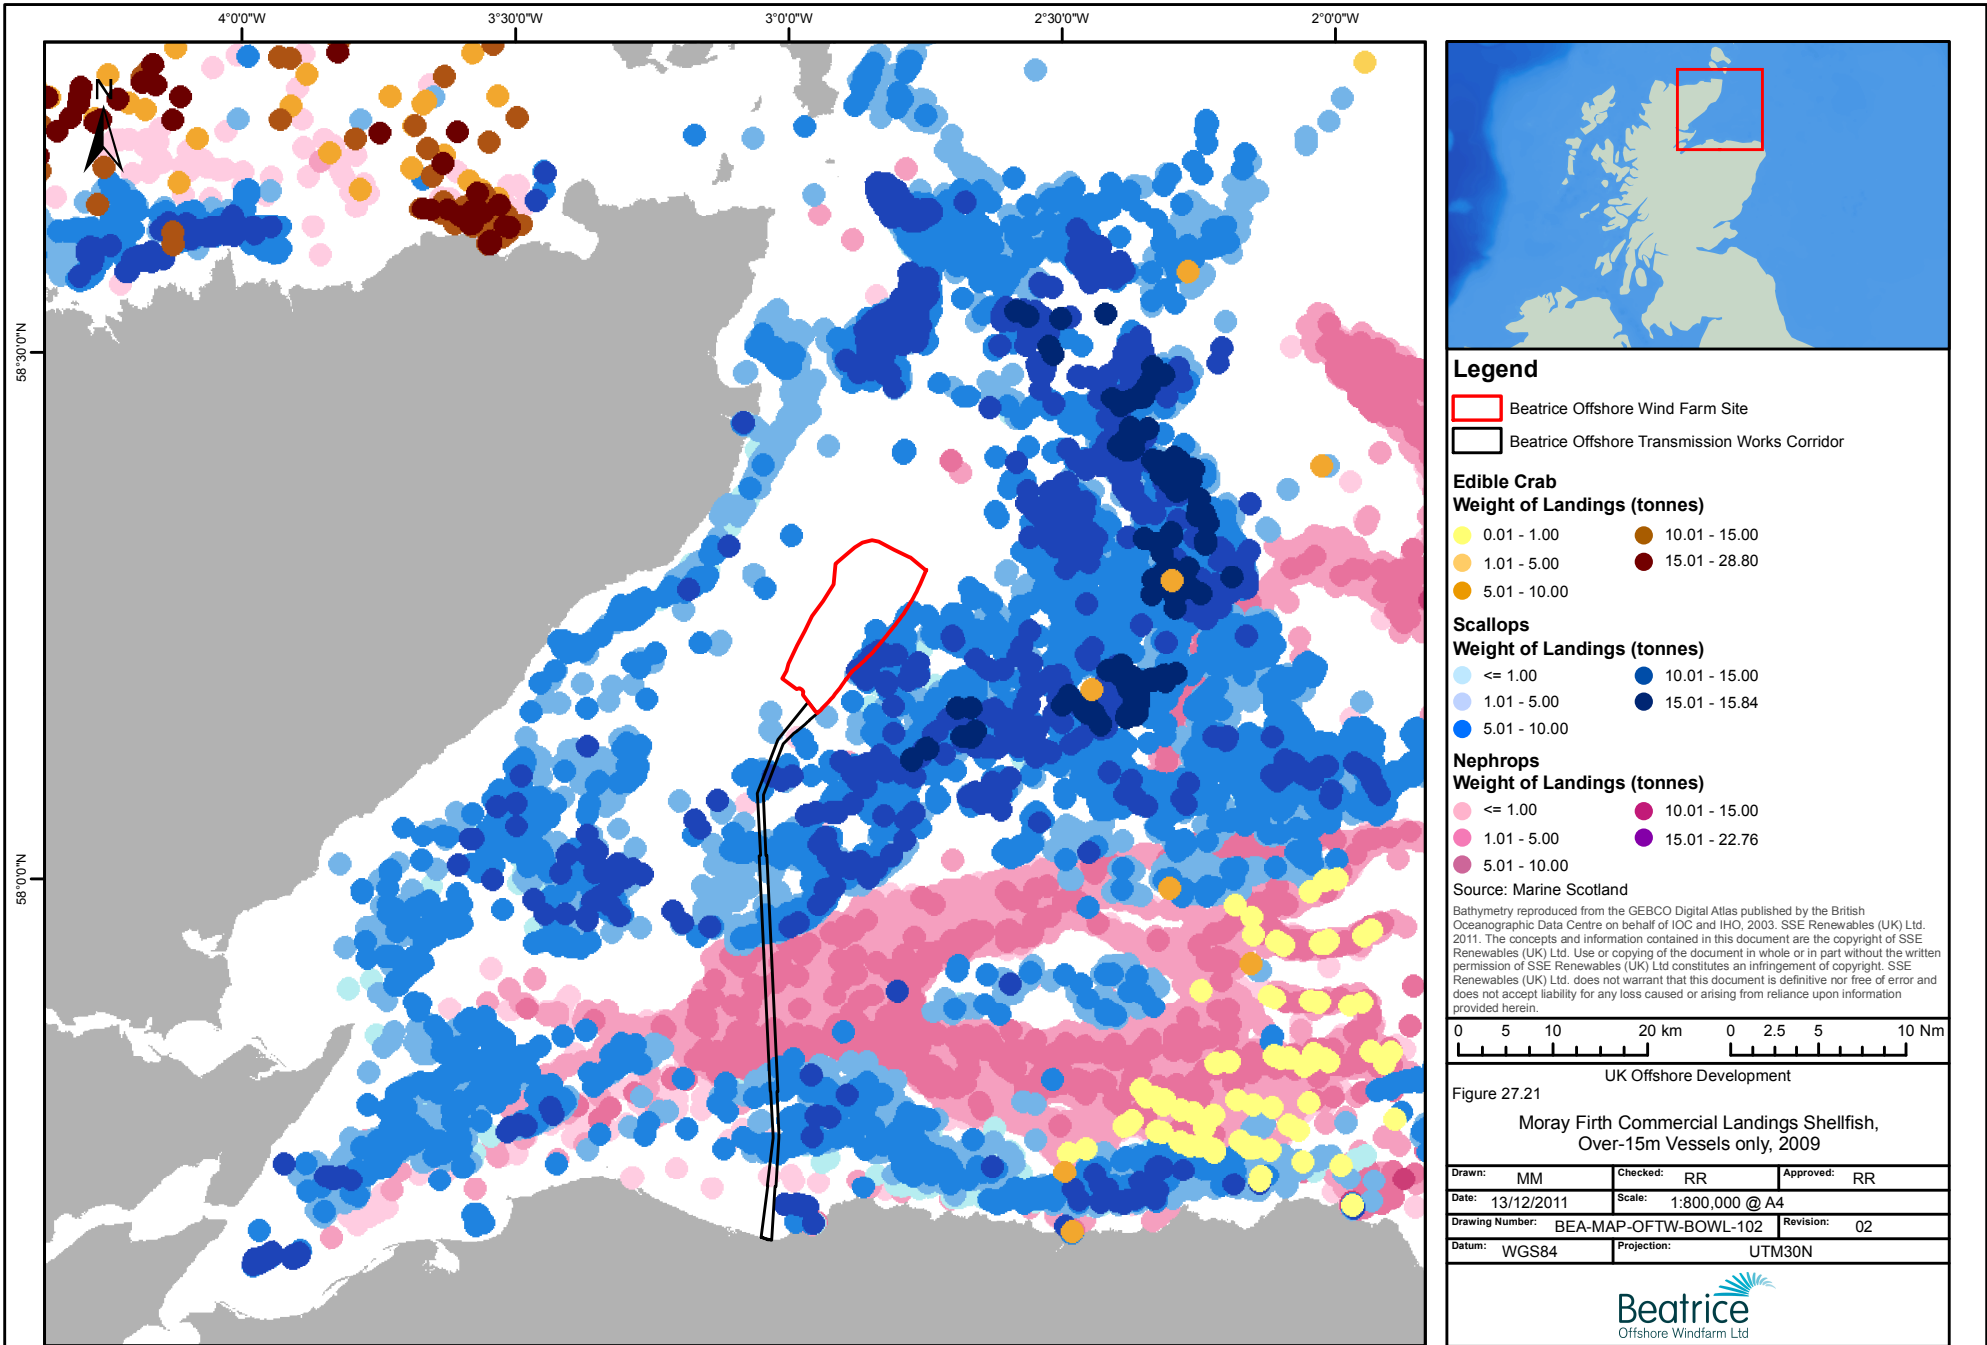 4°0'0"W
3°30'0"W
3°0'0"W
2°30'0"W
2°0'0"W
58°30'0"N
58°0'0"N
N
Legend
Beatrice Offshore Wind Farm Site
Beatrice Offshore Transmission Works Corridor
Edible Crab
Weight of Landings (tonnes)
0.01 - 1.00
10.01 - 15.00
1.01 - 5.00
15.01 - 28.80
5.01 - 10.00
Scallops
Weight of Landings (tonnes)
<= 1.00
10.01 - 15.00
1.01 - 5.00
15.01 - 15.84
5.01 - 10.00
Nephrops
Weight of Landings (tonnes)
<= 1.00
10.01 - 15.00
1.01 - 5.00
15.01 - 22.76
5.01 - 10.00
Source: Marine Scotland
Bathymetry reproduced from the GEBCO Digital Atlas published by the British
Oceanographic Data Centre on behalf of IOC and IHO, 2003. SSE Renewables (UK) Ltd.
2011. The concepts and information contained in this document are the copyright of SSE
Renewables (UK) Ltd. Use or copying of the document in whole or in part without the written
permission of SSE Renewables (UK) Ltd constitutes an infringement of copyright. SSE
Renewables (UK) Ltd. does not warrant that this document is definitive nor free of error and
does not accept liability for any loss caused or arising from reliance upon information
provided herein.
0 5 10 20 km
0 2.5 5 10 Nm
UK Offshore Development
Figure 27.21
Moray Firth Commercial Landings Shellfish,
Over-15m Vessels only, 2009
Drawn: MM Checked: RR Approved: RR
Date: 13/12/2011 Scale: 1:800,000 @ A4
Drawing Number: BEA-MAP-OFTW-BOWL-102 Revision: 02
Datum: WGS84 Projection: UTM30N
Beatrice
Offshore Windfarm Ltd